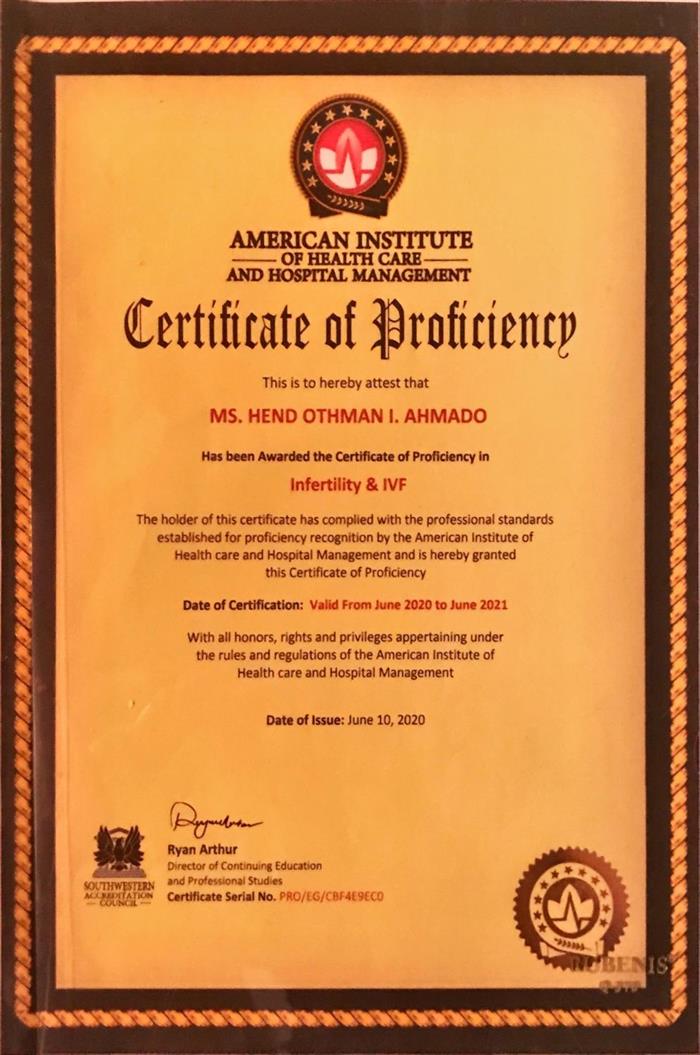 AMERICAN INSTITUTE
OF HEALTH CARE
AND HOSPITAL MANAGEMENT
Certificate of Proficiency
This is to hereby attest that
MS. HEND OTHMAN I. AHMADO
Has been Awarded the Certificate of Proficiency in
Infertility & IVF
The holder of this certificate has complied with the professional standards
established for proficiency recognition by the American Institute of
Health care and Hospital Management and is hereby granted
this Certificate of Proficiency
Date of Certification: Valid From June 2020 to June 2021
With all honors, rights and privileges appertaining under
the rules and regulations of the American Institute of
Health care and Hospital Management
Date of Issue: June 10, 2020
Ryan Arthur
Director of Continuing Education
and Professional Studies
Certificate Serial No. PRO/EG/CBF4E9EC0
SOUTHWESTERN
ACCREDITATION
COUNCIL
RUBENIS